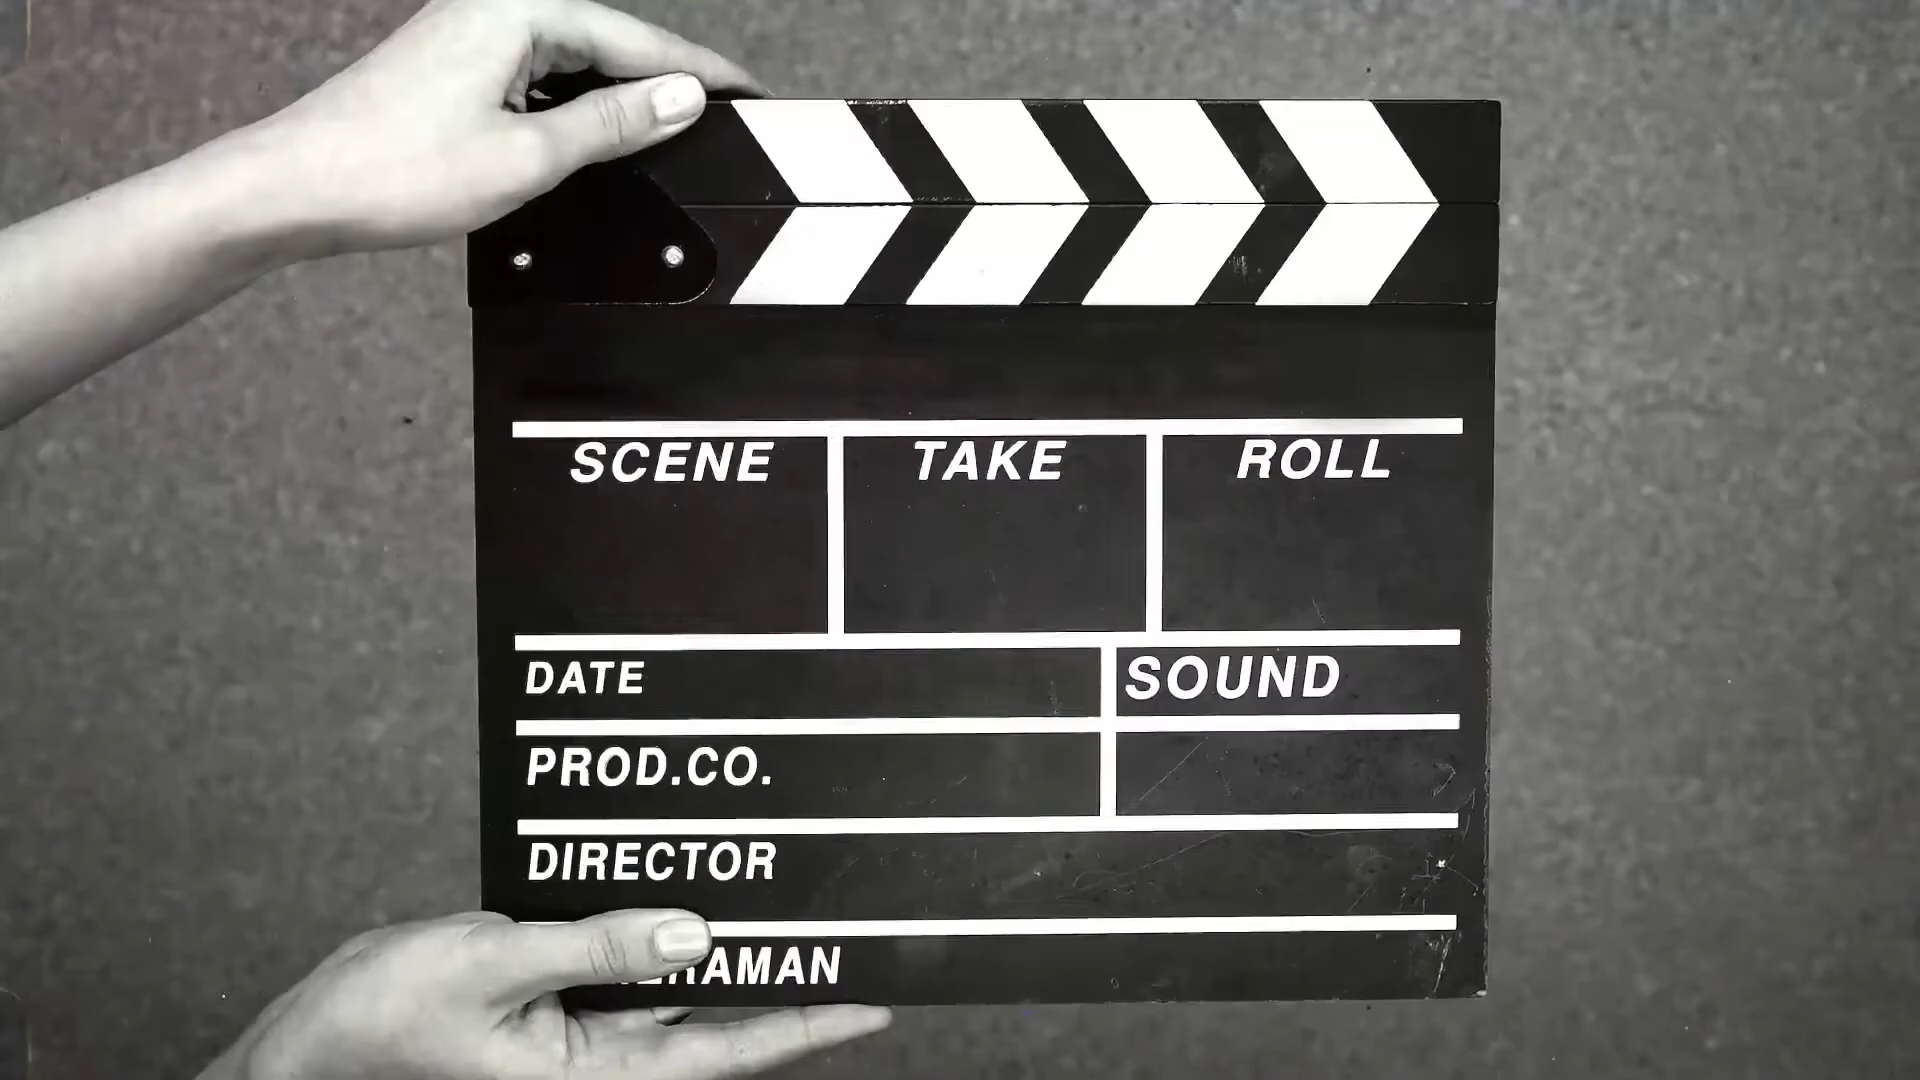 SCENE TAKE ROLL
DATE SOUND
PROD.CO.
DIRECTOR